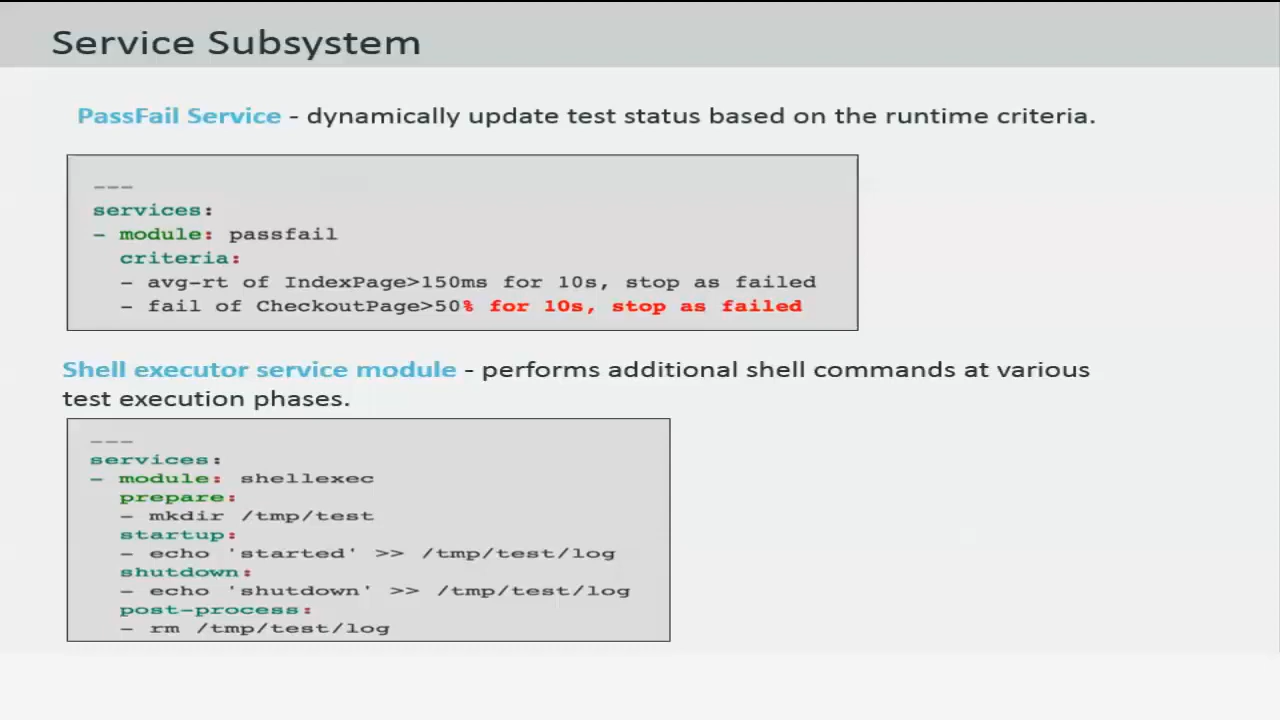 Service Subsystem
PassFail Service - dynamically update test status based on the runtime criteria.
---
services:
- module: passfail
  criteria:
  - avg-rt of IndexPage>150ms for 10s, stop as failed
  - fail of CheckoutPage>50% for 10s, stop as failed
Shell executor service module - performs additional shell commands at various
test execution phases.
---
services:
- module: shellexec
  prepare:
  - mkdir /tmp/test
  startup:
  - echo 'started' >> /tmp/test/log
  shutdown:
  - echo 'shutdown' >> /tmp/test/log
  post-process:
  - rm /tmp/test/log